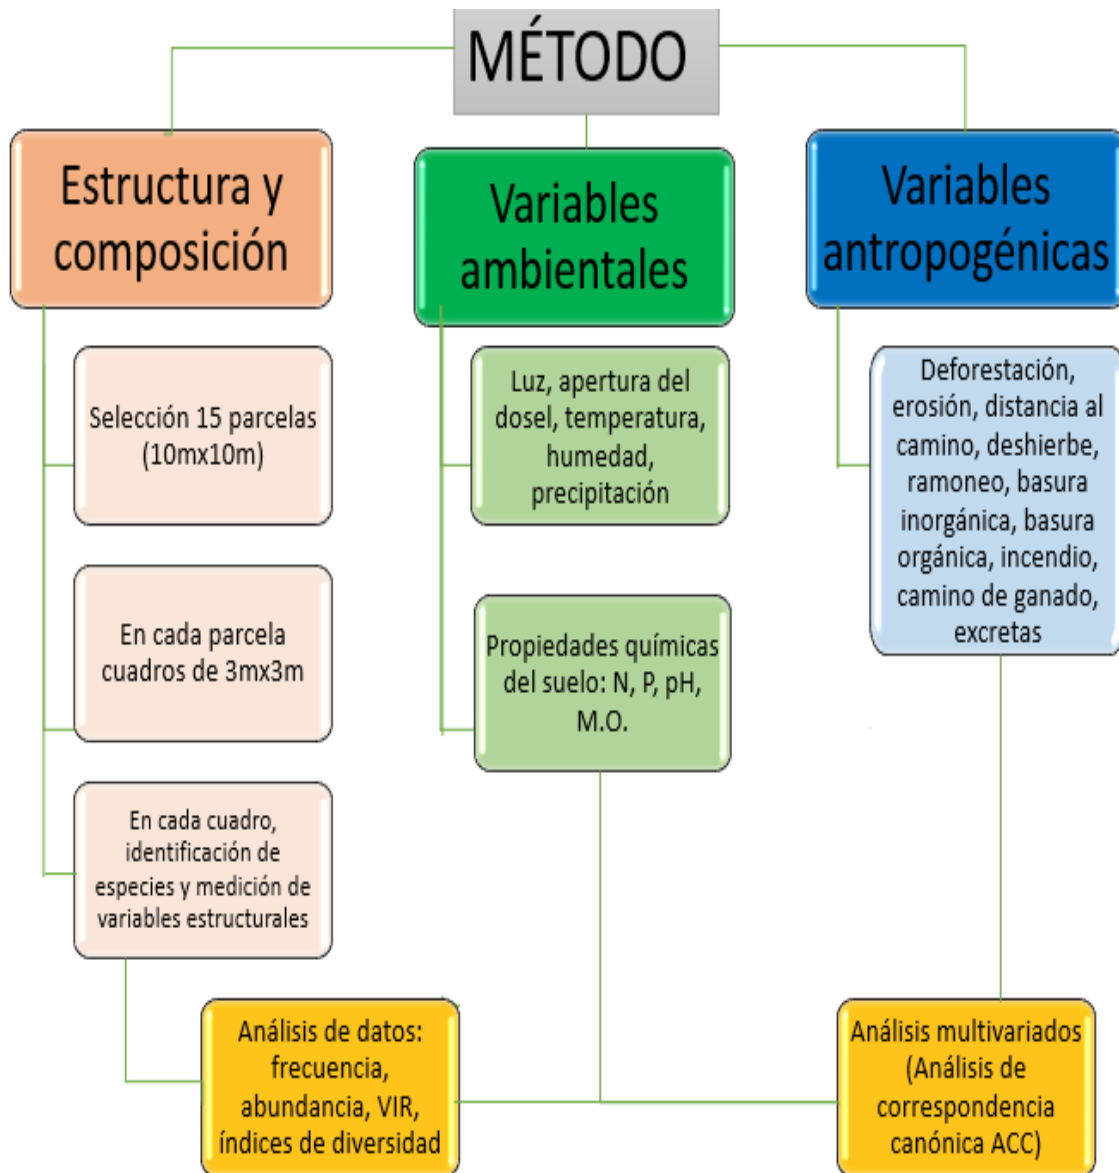 MÉTODO
Estructura y
composición
Selección 15 parcelas
(10mx10m)
En cada parcela
cuadros de 3mx3m
En cada cuadro,
identificación de
especies y medición de
variables estructurales
Análisis de datos:
frecuencia,
abundancia, VIR,
índices de diversidad
Variables
ambientales
Luz, apertura del
dosel, temperatura,
humedad,
precipitación
Propiedades químicas
del suelo: N, P, pH,
M.O.
Variables
antropogénicas
Deforestación,
erosión, distancia al
camino, deshierbe,
ramoneo, basura
inorgánica, basura
orgánica, incendio,
camino de ganado,
excretas
Análisis multivariados
(Análisis de
correspondencia
canónica ACC)